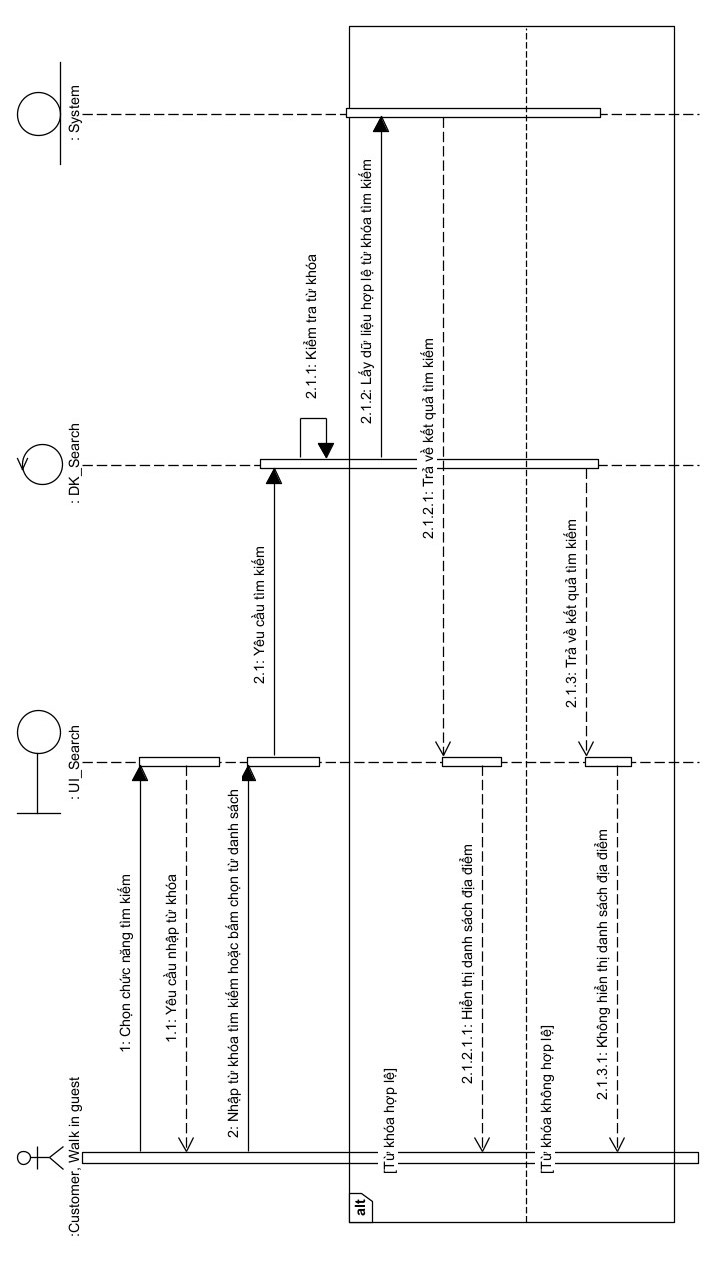 :Customer, Walk in guest
: UI_Search
: DK_Search
: System
1: Chọn chức năng tìm kiếm
1.1: Yêu cầu nhập từ khóa
2: Nhập từ khóa tìm kiếm hoặc bấm chọn từ danh sách
2.1: Yêu cầu tìm kiếm
2.1.1: Kiểm tra từ khóa
alt
[Từ khóa hợp lệ]
2.1.2: Lấy dữ liệu hợp lệ từ khóa tìm kiếm
2.1.2.1: Trả về kết quả tìm kiếm
2.1.2.1.1: Hiển thị danh sách địa điểm
[Từ khóa không hợp lệ]
2.1.3: Trả về kết quả tìm kiếm
2.1.3.1: Không hiển thị danh sách địa điểm